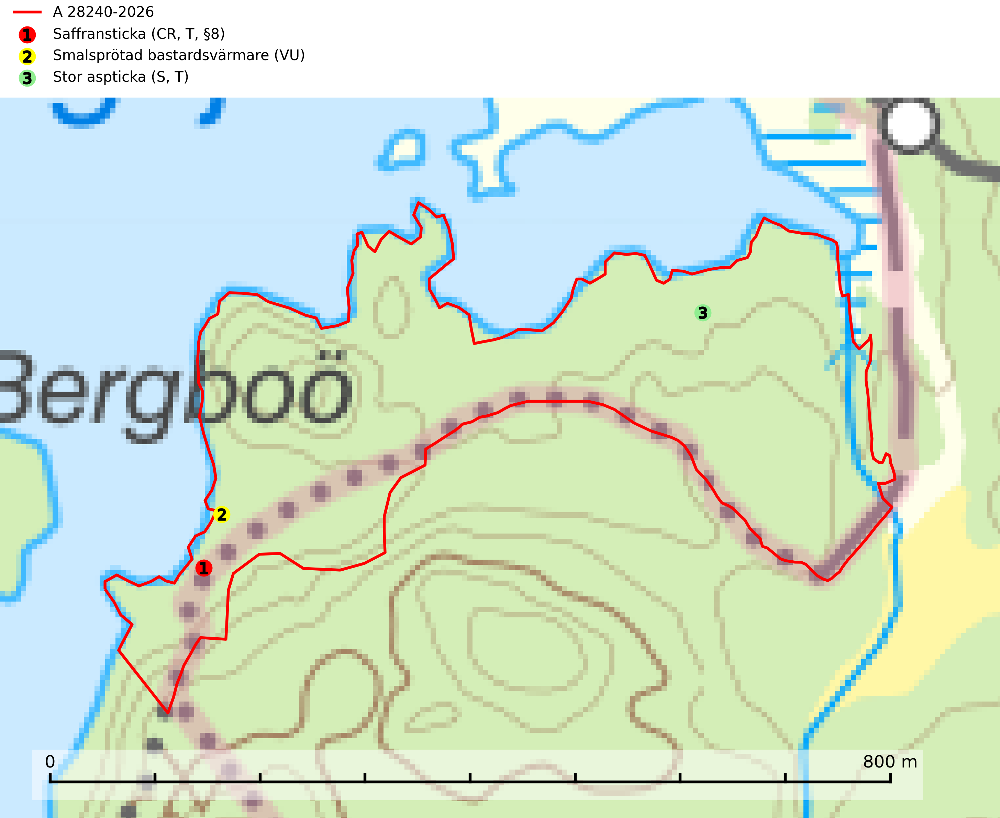 A 28240-2026
1 Saffransticka (CR, T, §8)
2 Smalsprötad bastardsvärmare (VU)
3 Stor aspticka (S, T)
3
Bergboö
2
1
0 800 m